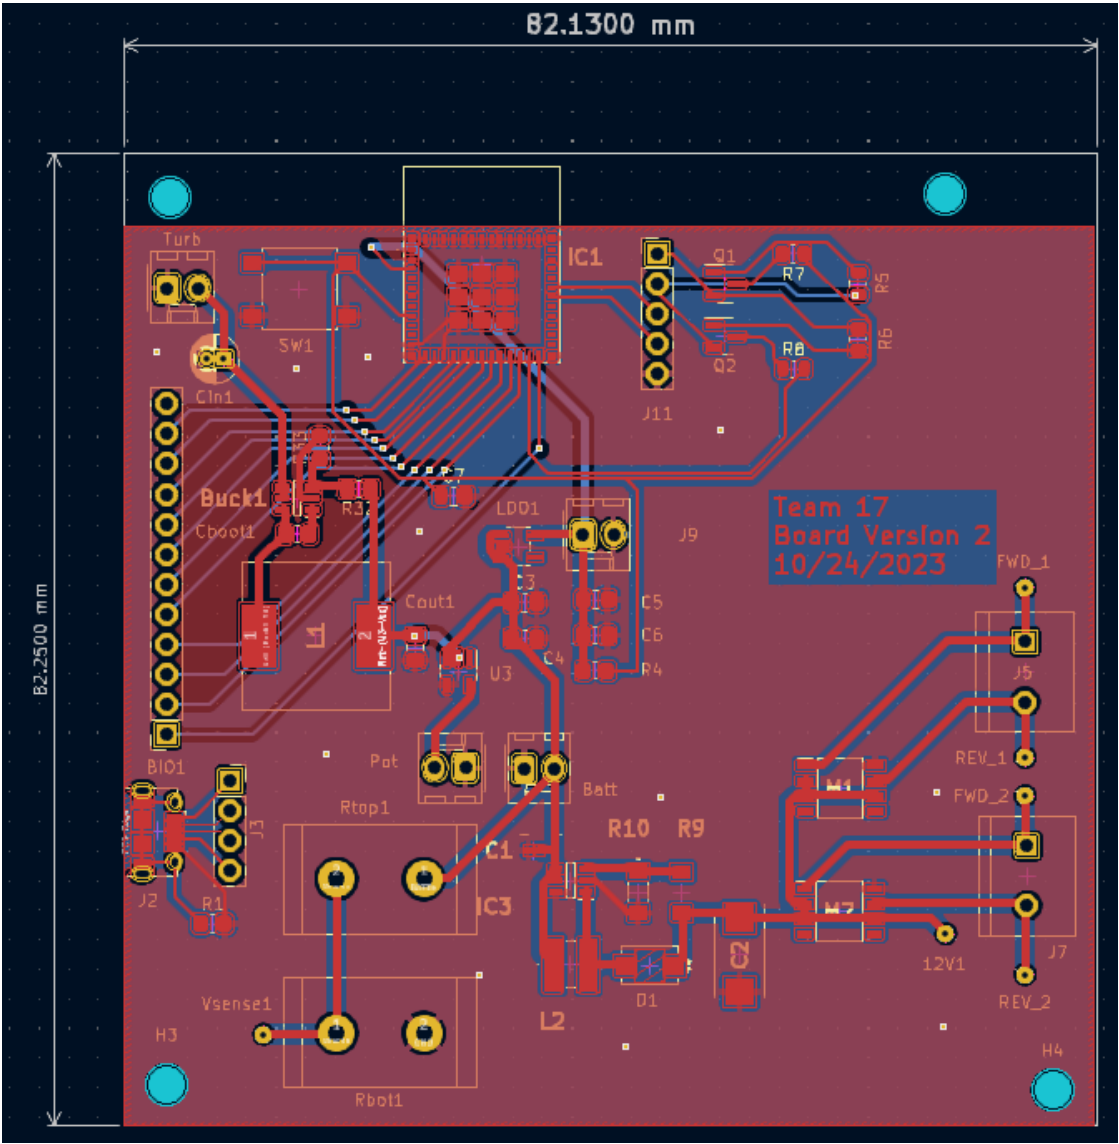 82.1300 mm
82.2500 mm
Turb
IC1
Q1
R7
R5
SW1
R8
R6
Q2
Cin1
J11
R32
Buck1
Cboot1
LDO1
J9
Team 17
Board Version 2
10/24/2023
FWD_1
C3
Cout1
C5
1
L1
2
C6
C4
U3
R4
J5
BIO1
Pot
Batt
REV_1
M1
FWD_2
Rtop1
R10
R9
J3
C1
J2
R1
IC3
C2
12V1
J7
D1
REV_2
Vsense1
L2
H3
H4
Rbot1